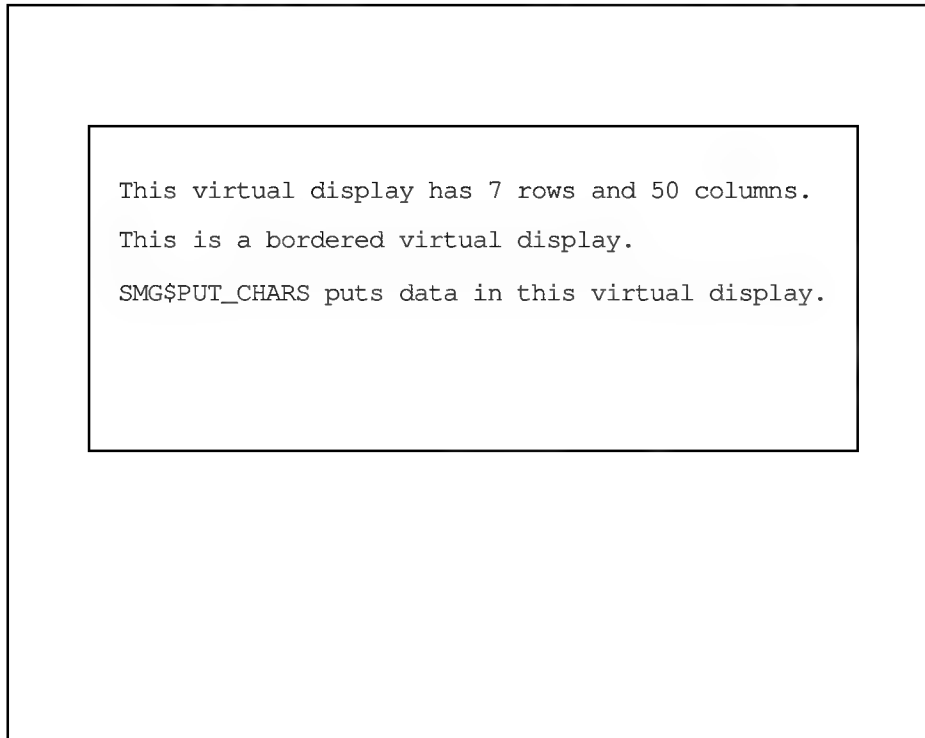 This virtual display has 7 rows and 50 columns.
This is a bordered virtual display.
SMG$PUT_CHARS puts data in this virtual display.